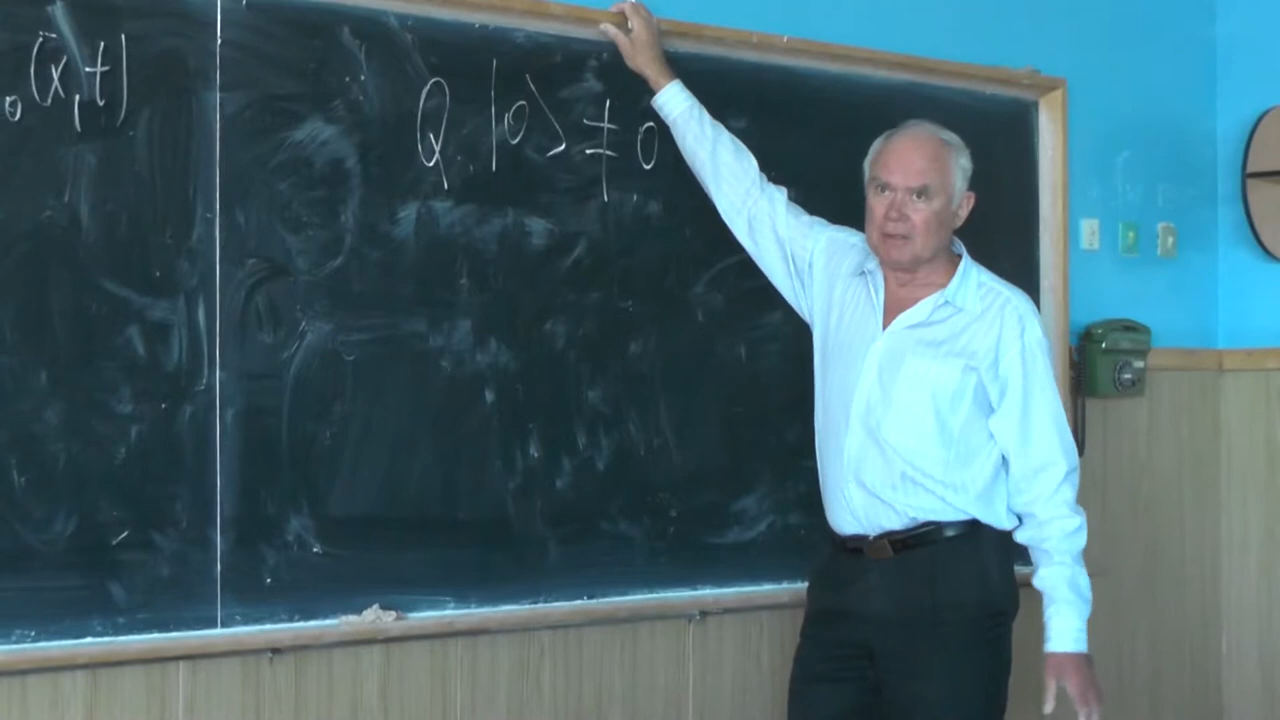 ₀(x,t)
Q |0⟩ ≠ 0